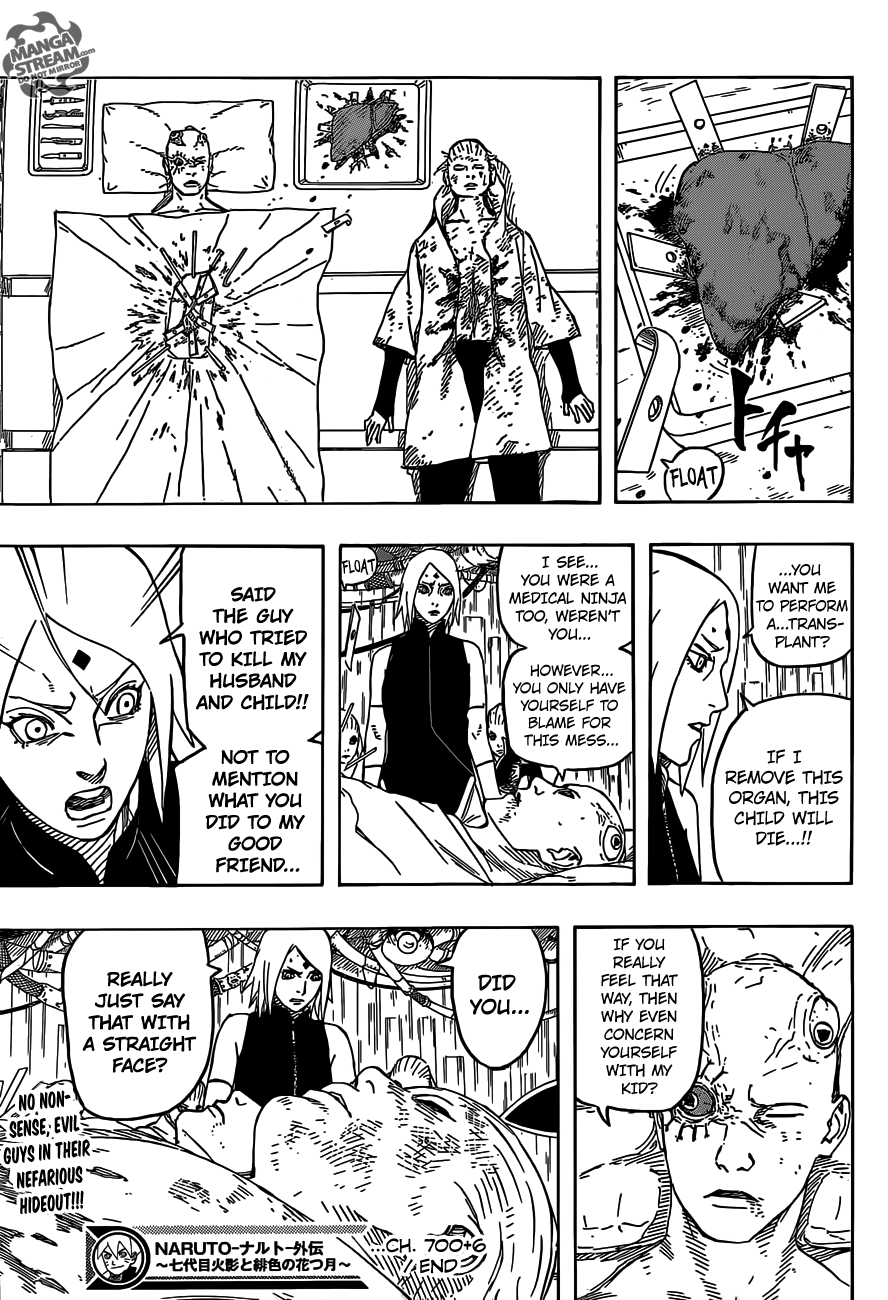 MANGA
STREAM.com
DO NOT MIRROR
ドチャ
FLOAT
...YOU
WANT ME
TO PERFORM
A...TRANS-
PLANT?
IF I
REMOVE THIS
ORGAN, THIS
CHILD WILL
DIE...!!
FLOAT
I SEE...
YOU WERE A
MEDICAL NINJA
TOO, WEREN'T
YOU...
HOWEVER...
YOU ONLY HAVE
YOURSELF TO
BLAME FOR
THIS MESS...
SAID
THE GUY
WHO TRIED
TO KILL MY
HUSBAND
AND CHILD!!
NOT TO
MENTION
WHAT YOU
DID TO MY
GOOD
FRIEND...
IF YOU
REALLY
FEEL THAT
WAY, THEN
WHY EVEN
CONCERN
YOURSELF
WITH MY
KID?
DID
YOU...
REALLY
JUST SAY
THAT WITH
A STRAIGHT
FACE?
NO NON-
SENSE, EVIL
GUYS IN THEIR
NEFARIOUS
HIDEOUT!!!
NARUTO-ナルト-外伝
～七代目火影と緋色の花つ月～
...CH. 700+6
END